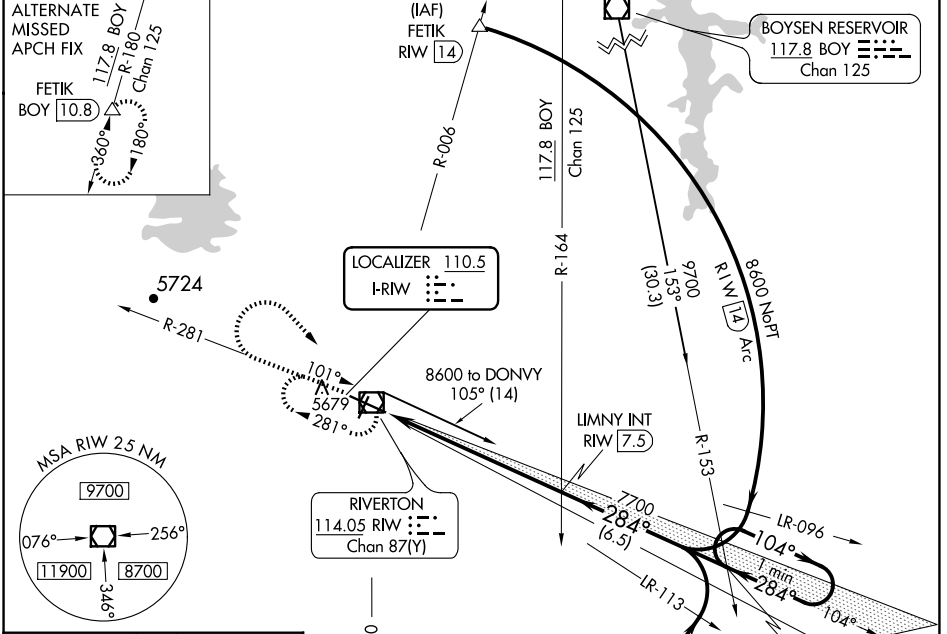 ALTERNATE
MISSED
APCH FIX
117.8 BOY
R-180
Chan 125
FETIK
BOY 10.8
360°
180°
(IAF)
FETIK
RIW 14
BOYSEN RESERVOIR
117.8 BOY
Chan 125
R-006
117.8 BOY
Chan 125
R-164
9700
153°
(30.3)
8600 NoPT
RIW 14 Arc
LOCALIZER 110.5
I-RIW
5724
R-281
101°
5679
281°
8600 to DONVY
105° (14)
LIMNY INT
RIW 7.5
R-153
MSA RIW 25 NM
9700
076°
256°
11900
8700
346°
RIVERTON
114.05 RIW
Chan 87(Y)
7700
284°
(6.5)
LR-096
104°
1 min
284°
104°
LR-113
0